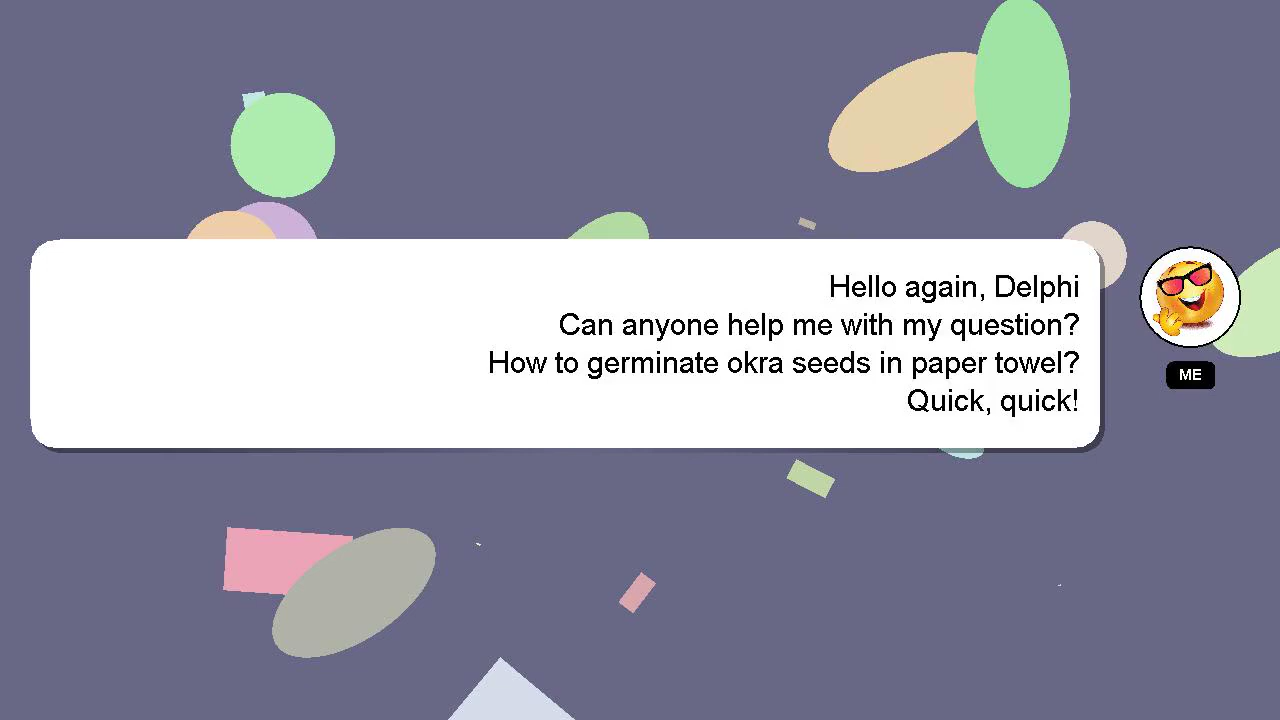 Hello again, Delphi
Can anyone help me with my question?
How to germinate okra seeds in paper towel?
Quick, quick!
ME